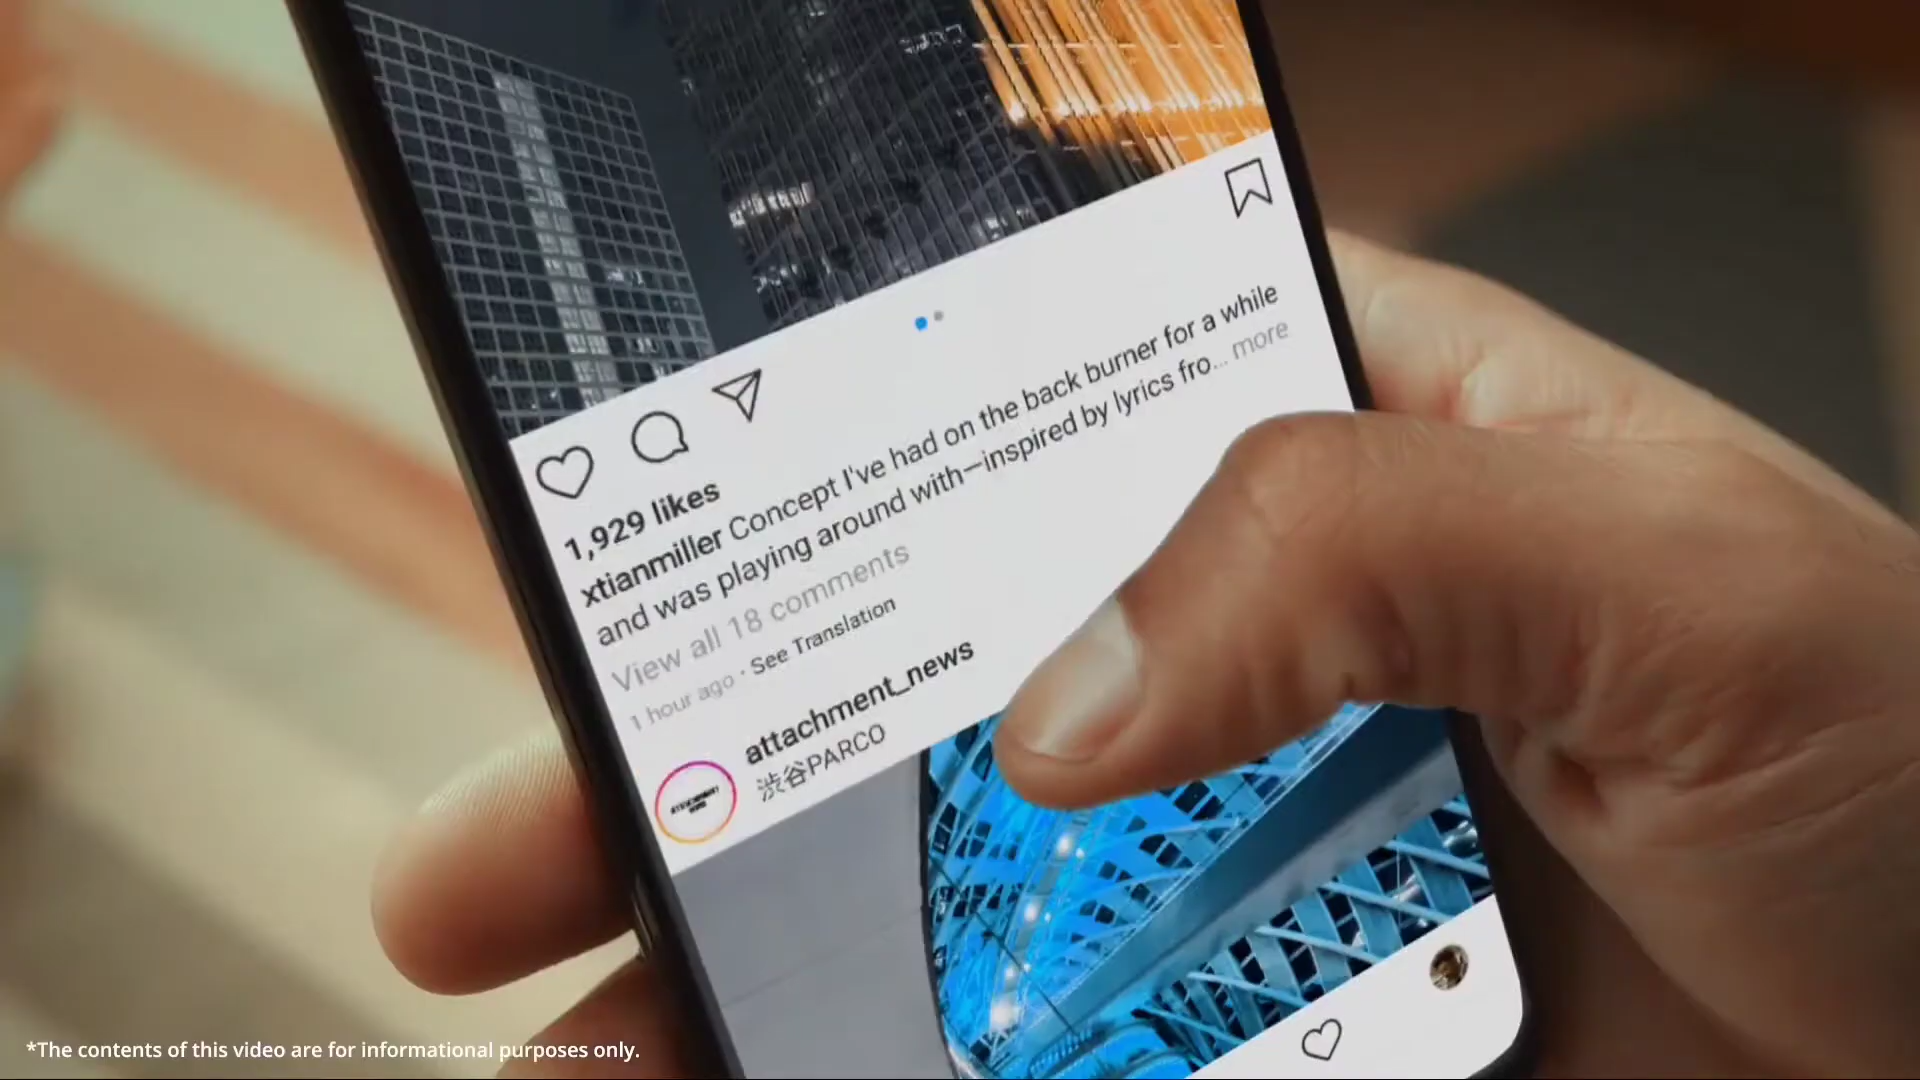 1,929 likes
xtianmiller Concept I've had on the back burner for a while
and was playing around with—inspired by lyrics fro... more
View all 18 comments
1 hour ago · See Translation
attachment_news
渋谷PARCO
*The contents of this video are for informational purposes only.